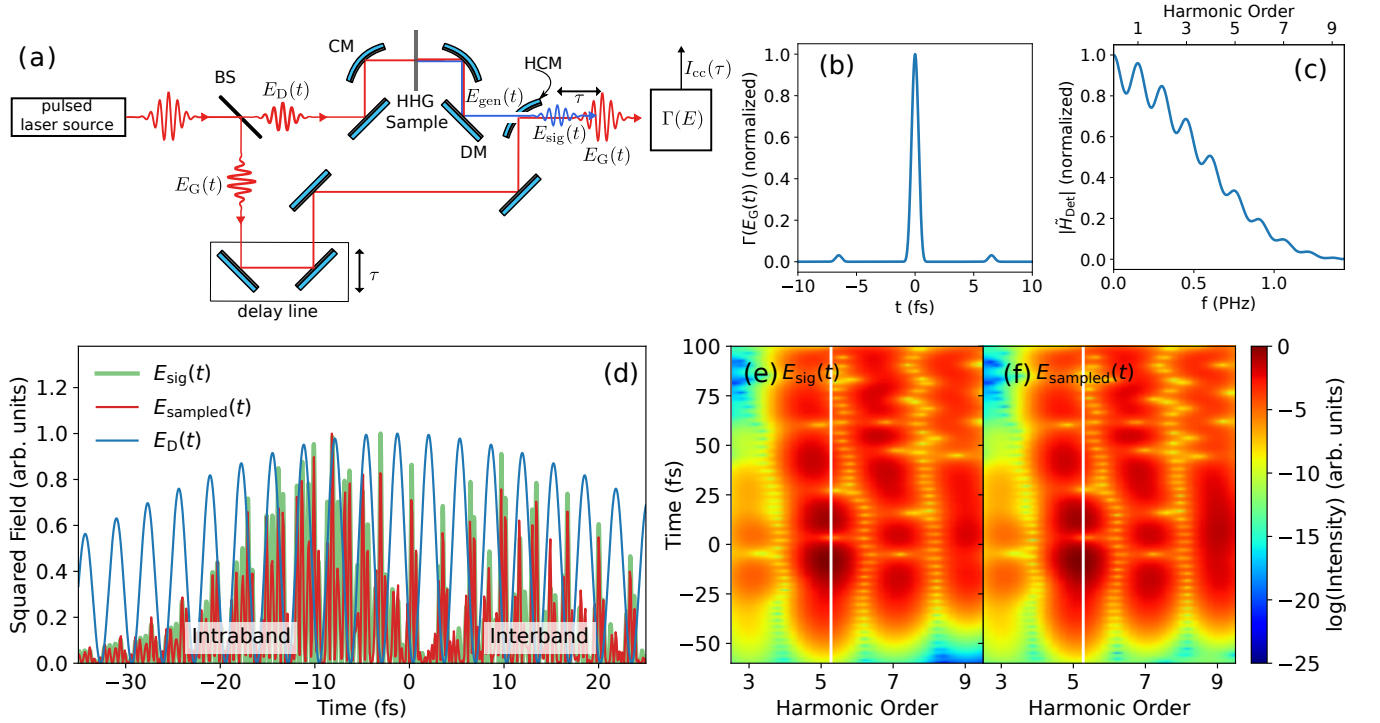 (a)
pulsed
laser source
BS
E_D(t)
E_G(t)
CM
HHG
Sample
E_gen(t)
DM
HCM
τ
E_sig(t)
E_G(t)
I_cc(τ)
Γ(E)
τ
delay line
(b)
Γ(E_G(t)) (normalized)
1.0
0.8
0.6
0.4
0.2
0.0
−10 −5 0 5 10
t (fs)
Harmonic Order
1 3 5 7 9
(c)
|H̃_Det| (normalized)
1.0
0.8
0.6
0.4
0.2
0.0
0.0 0.5 1.0
f (PHz)
(d)
E_sig(t)
E_sampled(t)
E_D(t)
Squared Field (arb. units)
1.2
1.0
0.8
0.6
0.4
0.2
0.0
Intraband
Interband
−30 −20 −10 0 10 20
Time (fs)
(e) E_sig(t)
Time (fs)
100
75
50
25
0
−25
−50
3 5 7 9
Harmonic Order
(f) E_sampled(t)
3 5 7 9
Harmonic Order
0
−5
−10
−15
−20
−25
log(Intensity) (arb. units)